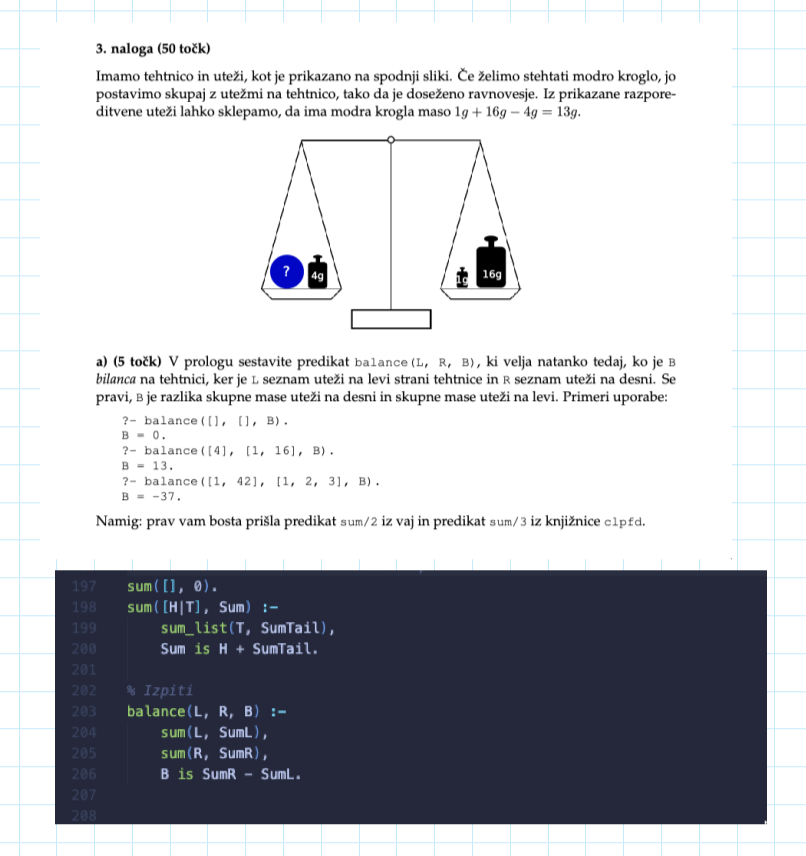 3. naloga (50 točk)
Imamo tehtnico in uteži, kot je prikazano na spodnji sliki. Če želimo stehtati modro kroglo, jo
postavimo skupaj z utežmi na tehtnico, tako da je doseženo ravnovesje. Iz prikazane razpore-
ditvene uteži lahko sklepamo, da ima modra krogla maso 1g + 16g − 4g = 13g.
? 4g 1g 16g
a) (5 točk) V prologu sestavite predikat balance(L, R, B), ki velja natanko tedaj, ko je B
bilanca na tehtnici, ker je L seznam uteži na levi strani tehtnice in R seznam uteži na desni. Se
pravi, B je razlika skupne mase uteži na desni in skupne mase uteži na levi. Primeri uporabe:
?- balance([], [], B).
B = 0.
?- balance([4], [1, 16], B).
B = 13.
?- balance([1, 42], [1, 2, 3], B).
B = -37.
Namig: prav vam bosta prišla predikat sum/2 iz vaj in predikat sum/3 iz knjižnice clpfd.
197 sum([], 0).
198 sum([H|T], Sum) :-
199 sum_list(T, SumTail),
200 Sum is H + SumTail.
201
202 % Izpiti
203 balance(L, R, B) :-
204 sum(L, SumL),
205 sum(R, SumR),
206 B is SumR - SumL.
207
208